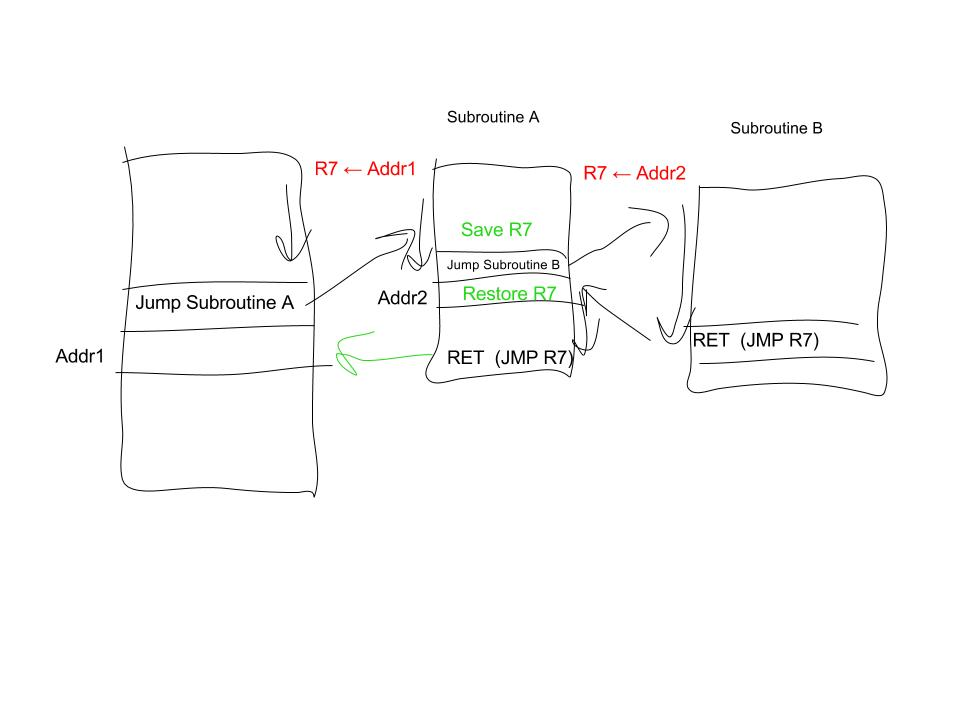 Subroutine A
Subroutine B
R7 ← Addr1
R7 ← Addr2
Save R7
Jump Subroutine B
Jump Subroutine A
Addr2
Restore R7
RET (JMP R7)
RET (JMP R7)
Addr1